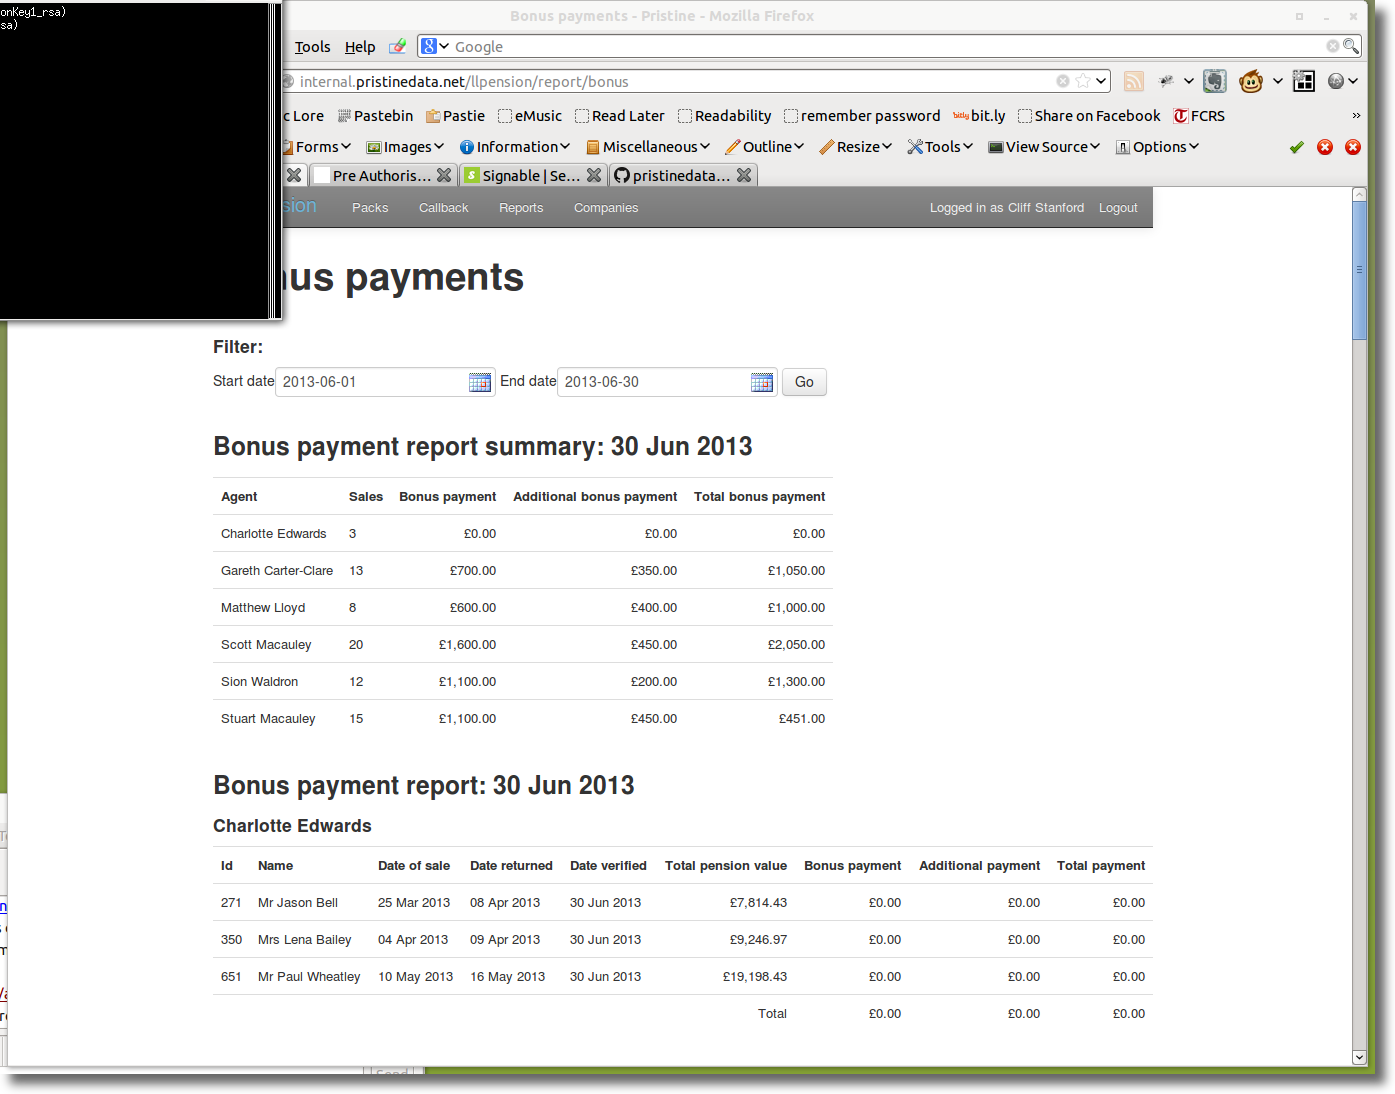 onKey1_rsa)
sa)
Bonus payments - Pristine - Mozilla Firefox
Tools Help Google
internal.pristinedata.net/llpension/report/bonus
c Lore Pastebin Pastie eMusic Read Later Readability remember password bit.ly Share on Facebook FCRS »
Forms Images Information Miscellaneous Outline Resize Tools View Source Options
Pre Authoris... Signable | Se... pristinedata...
sion Packs Callback Reports Companies Logged in as Cliff Stanford Logout
nus payments
Filter:
Start date 2013-06-01 End date 2013-06-30 Go
Bonus payment report summary: 30 Jun 2013
Agent Sales Bonus payment Additional bonus payment Total bonus payment
Charlotte Edwards 3 £0.00 £0.00 £0.00
Gareth Carter-Clare 13 £700.00 £350.00 £1,050.00
Matthew Lloyd 8 £600.00 £400.00 £1,000.00
Scott Macauley 20 £1,600.00 £450.00 £2,050.00
Sion Waldron 12 £1,100.00 £200.00 £1,300.00
Stuart Macauley 15 £1,100.00 £450.00 £451.00
Bonus payment report: 30 Jun 2013
Charlotte Edwards
Id Name Date of sale Date returned Date verified Total pension value Bonus payment Additional payment Total payment
271 Mr Jason Bell 25 Mar 2013 08 Apr 2013 30 Jun 2013 £7,814.43 £0.00 £0.00 £0.00
350 Mrs Lena Bailey 04 Apr 2013 09 Apr 2013 30 Jun 2013 £9,246.97 £0.00 £0.00 £0.00
651 Mr Paul Wheatley 10 May 2013 16 May 2013 30 Jun 2013 £19,198.43 £0.00 £0.00 £0.00
Total £0.00 £0.00 £0.00
Send